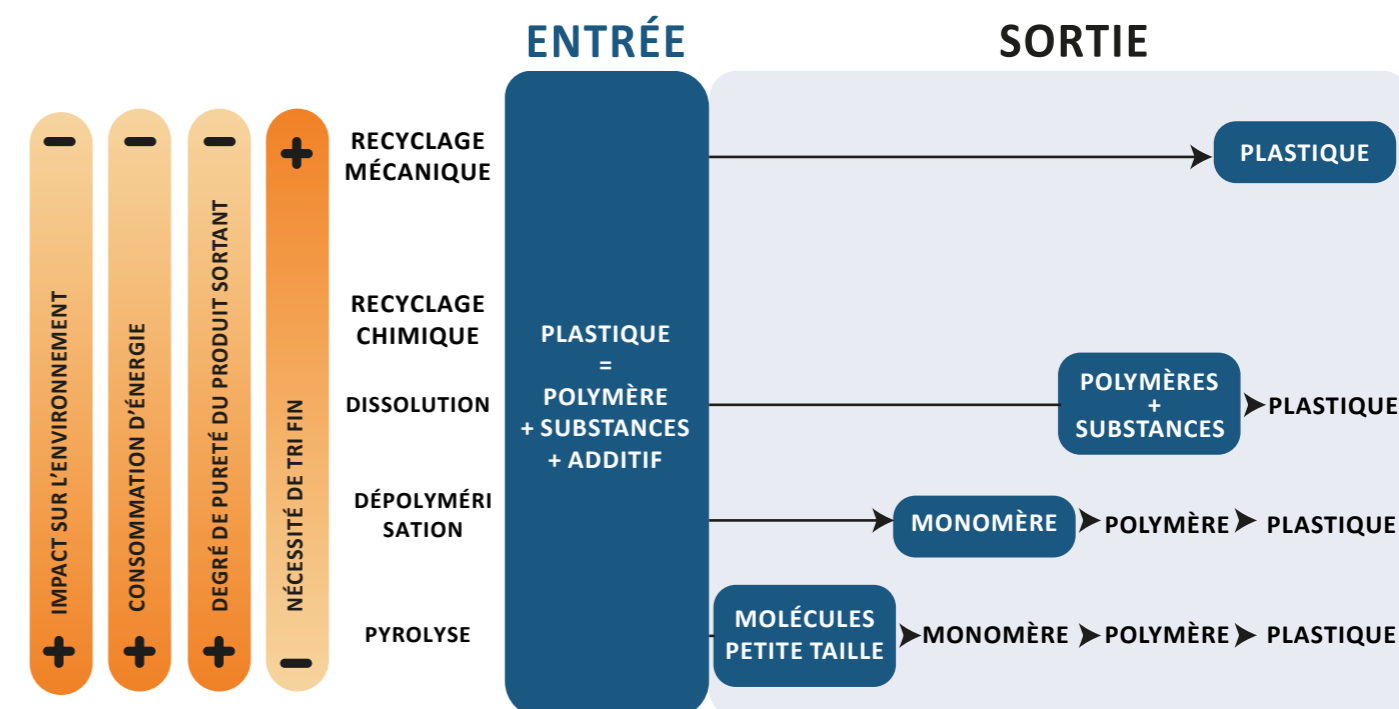 ENTRÉE
SORTIE
IMPACT SUR L'ENVIRONNEMENT
CONSOMMATION D'ÉNERGIE
DEGRÉ DE PURETÉ DU PRODUIT SORTANT
NÉCESSITÉ DE TRI FIN
− − − +
+ + + −
RECYCLAGE
MÉCANIQUE
RECYCLAGE
CHIMIQUE
DISSOLUTION
DÉPOLYMÉRI
SATION
PYROLYSE
PLASTIQUE
=
POLYMÈRE
+ SUBSTANCES
+ ADDITIF
PLASTIQUE
POLYMÈRES
+
SUBSTANCES
PLASTIQUE
MONOMÈRE
POLYMÈRE
PLASTIQUE
MOLÉCULES
PETITE TAILLE
MONOMÈRE
POLYMÈRE
PLASTIQUE